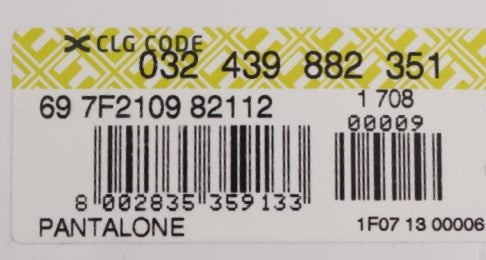 CLG CODE
032 439 882 351
69 7F2109 82112
1 708
00009
8 002835 359133
PANTALONE
1F07 13 00006